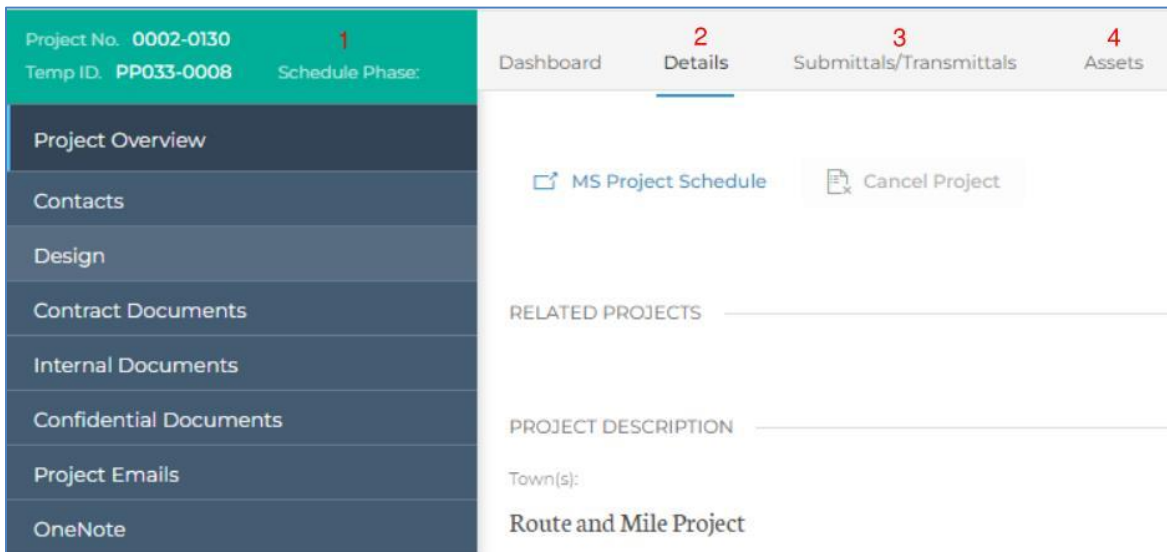 Project No. 0002-0130 1
Temp ID. PP033-0008 Schedule Phase:
Project Overview
Contacts
Design
Contract Documents
Internal Documents
Confidential Documents
Project Emails
OneNote
2 3 4
Dashboard Details Submittals/Transmittals Assets
MS Project Schedule Cancel Project
RELATED PROJECTS
PROJECT DESCRIPTION
Town(s):
Route and Mile Project